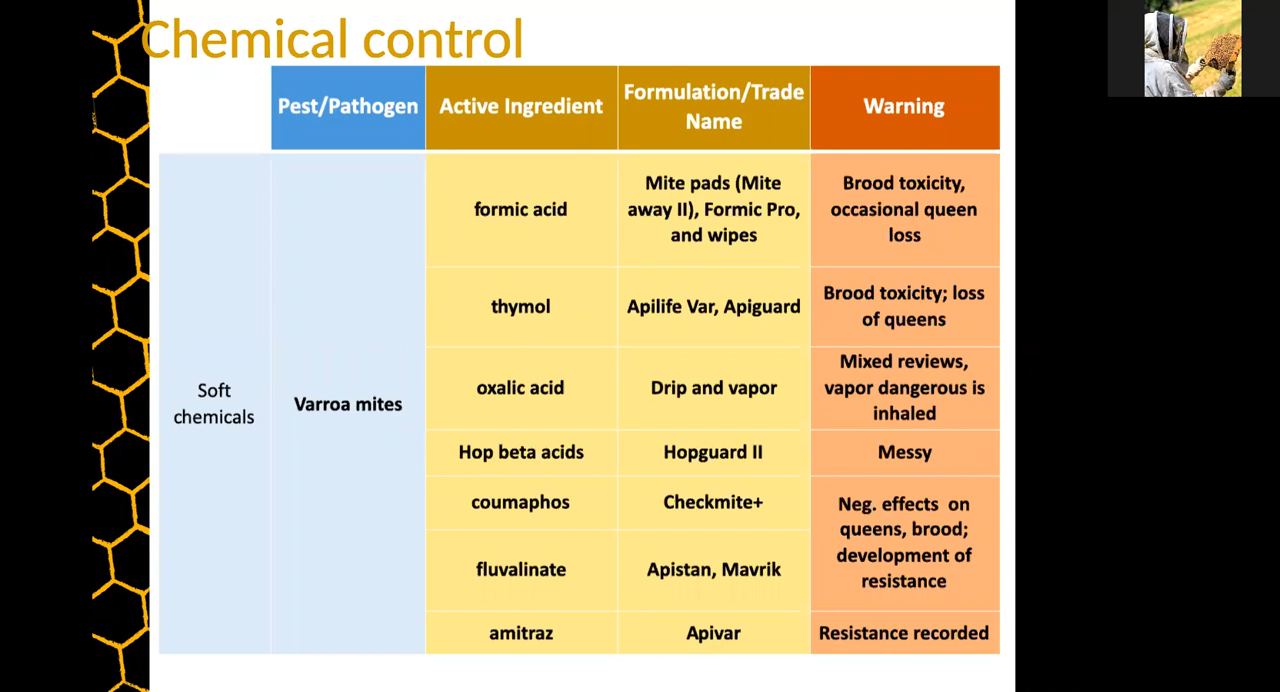 Chemical control
Pest/Pathogen
Active Ingredient
Formulation/Trade
Name
Warning
Soft
chemicals
Varroa mites
formic acid
Mite pads (Mite
away II), Formic Pro,
and wipes
Brood toxicity,
occasional queen
loss
thymol
Apilife Var, Apiguard
Brood toxicity; loss
of queens
oxalic acid
Drip and vapor
Mixed reviews,
vapor dangerous is
inhaled
Hop beta acids
Hopguard II
Messy
coumaphos
Checkmite+
Neg. effects on
queens, brood;
development of
resistance
fluvalinate
Apistan, Mavrik
amitraz
Apivar
Resistance recorded